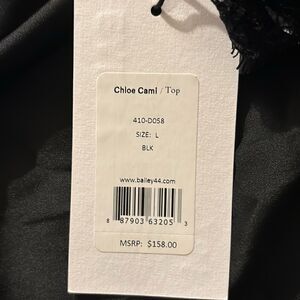 Chloe Cami / Top
410-D058
SIZE: L
BLK
www.bailey44.com
8 87903 63205 3
MSRP: $158.00